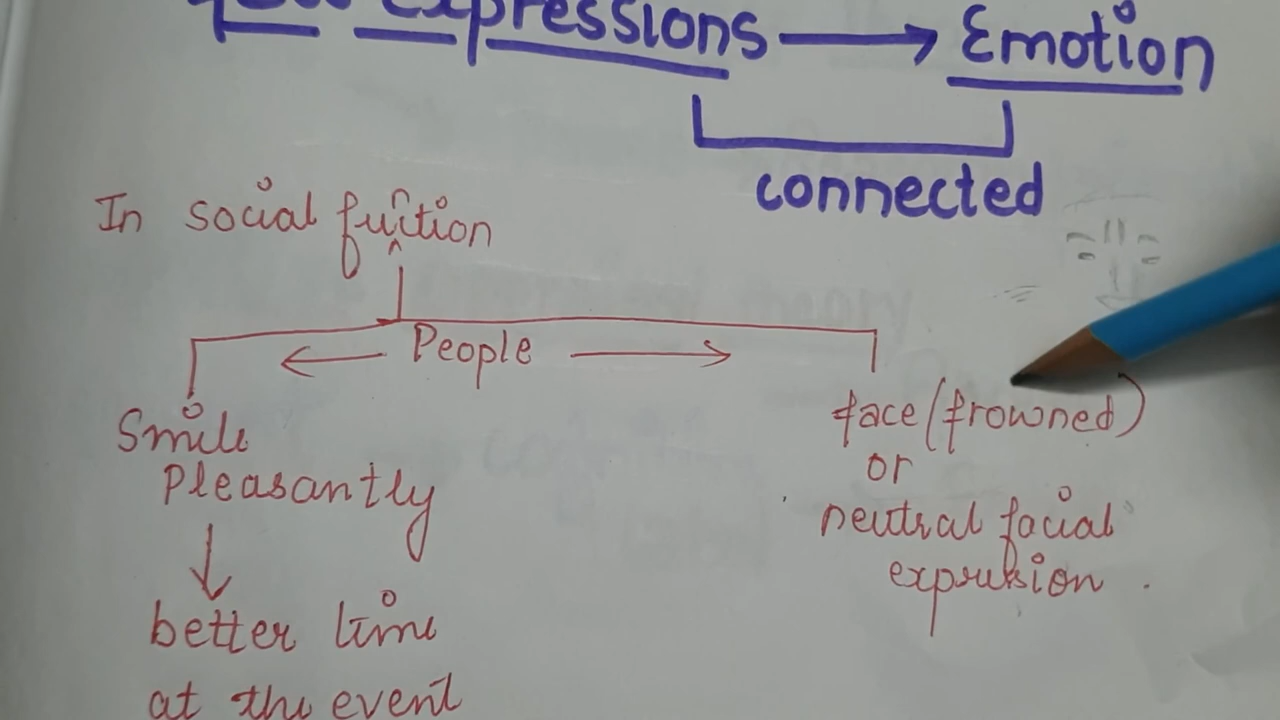 expressions → Emotion
connected
In social function
People
Smile
Pleasantly
better time
at the event
face (frowned)
or
neutral facial
expression